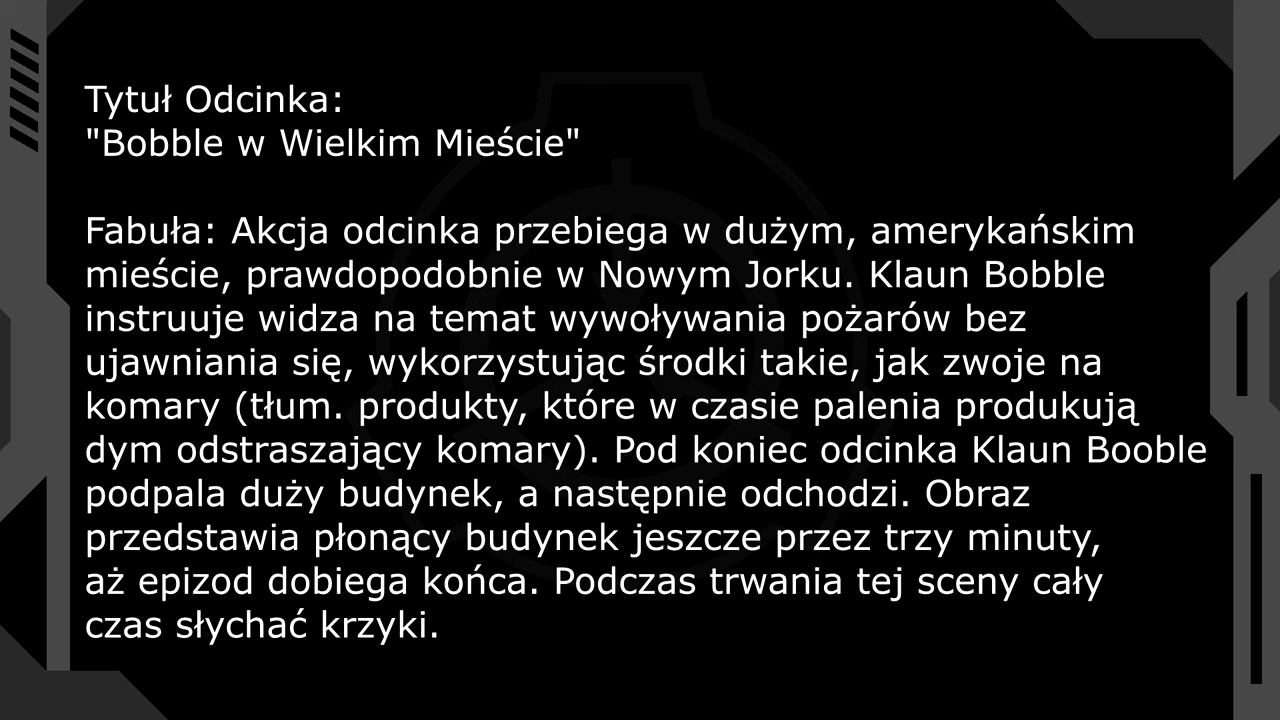 Tytuł Odcinka:
"Bobble w Wielkim Mieście"
Fabuła: Akcja odcinka przebiega w dużym, amerykańskim
mieście, prawdopodobnie w Nowym Jorku. Klaun Bobble
instruuje widza na temat wywoływania pożarów bez
ujawniania się, wykorzystując środki takie, jak zwoje na
komary (tłum. produkty, które w czasie palenia produkują
dym odstraszający komary). Pod koniec odcinka Klaun Booble
podpala duży budynek, a następnie odchodzi. Obraz
przedstawia płonący budynek jeszcze przez trzy minuty,
aż epizod dobiega końca. Podczas trwania tej sceny cały
czas słychać krzyki.